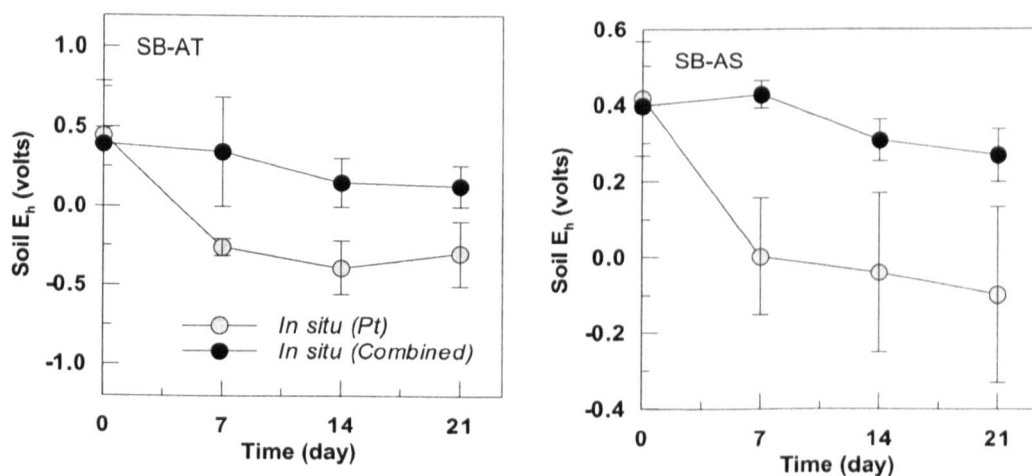 SB-AT
1.0
0.5
0.0
-0.5
-1.0
Soil Eh (volts)
In situ (Pt)
In situ (Combined)
0 7 14 21
Time (day)
SB-AS
0.6
0.4
0.2
0.0
-0.2
-0.4
Soil Eh (volts)
0 7 14 21
Time (day)